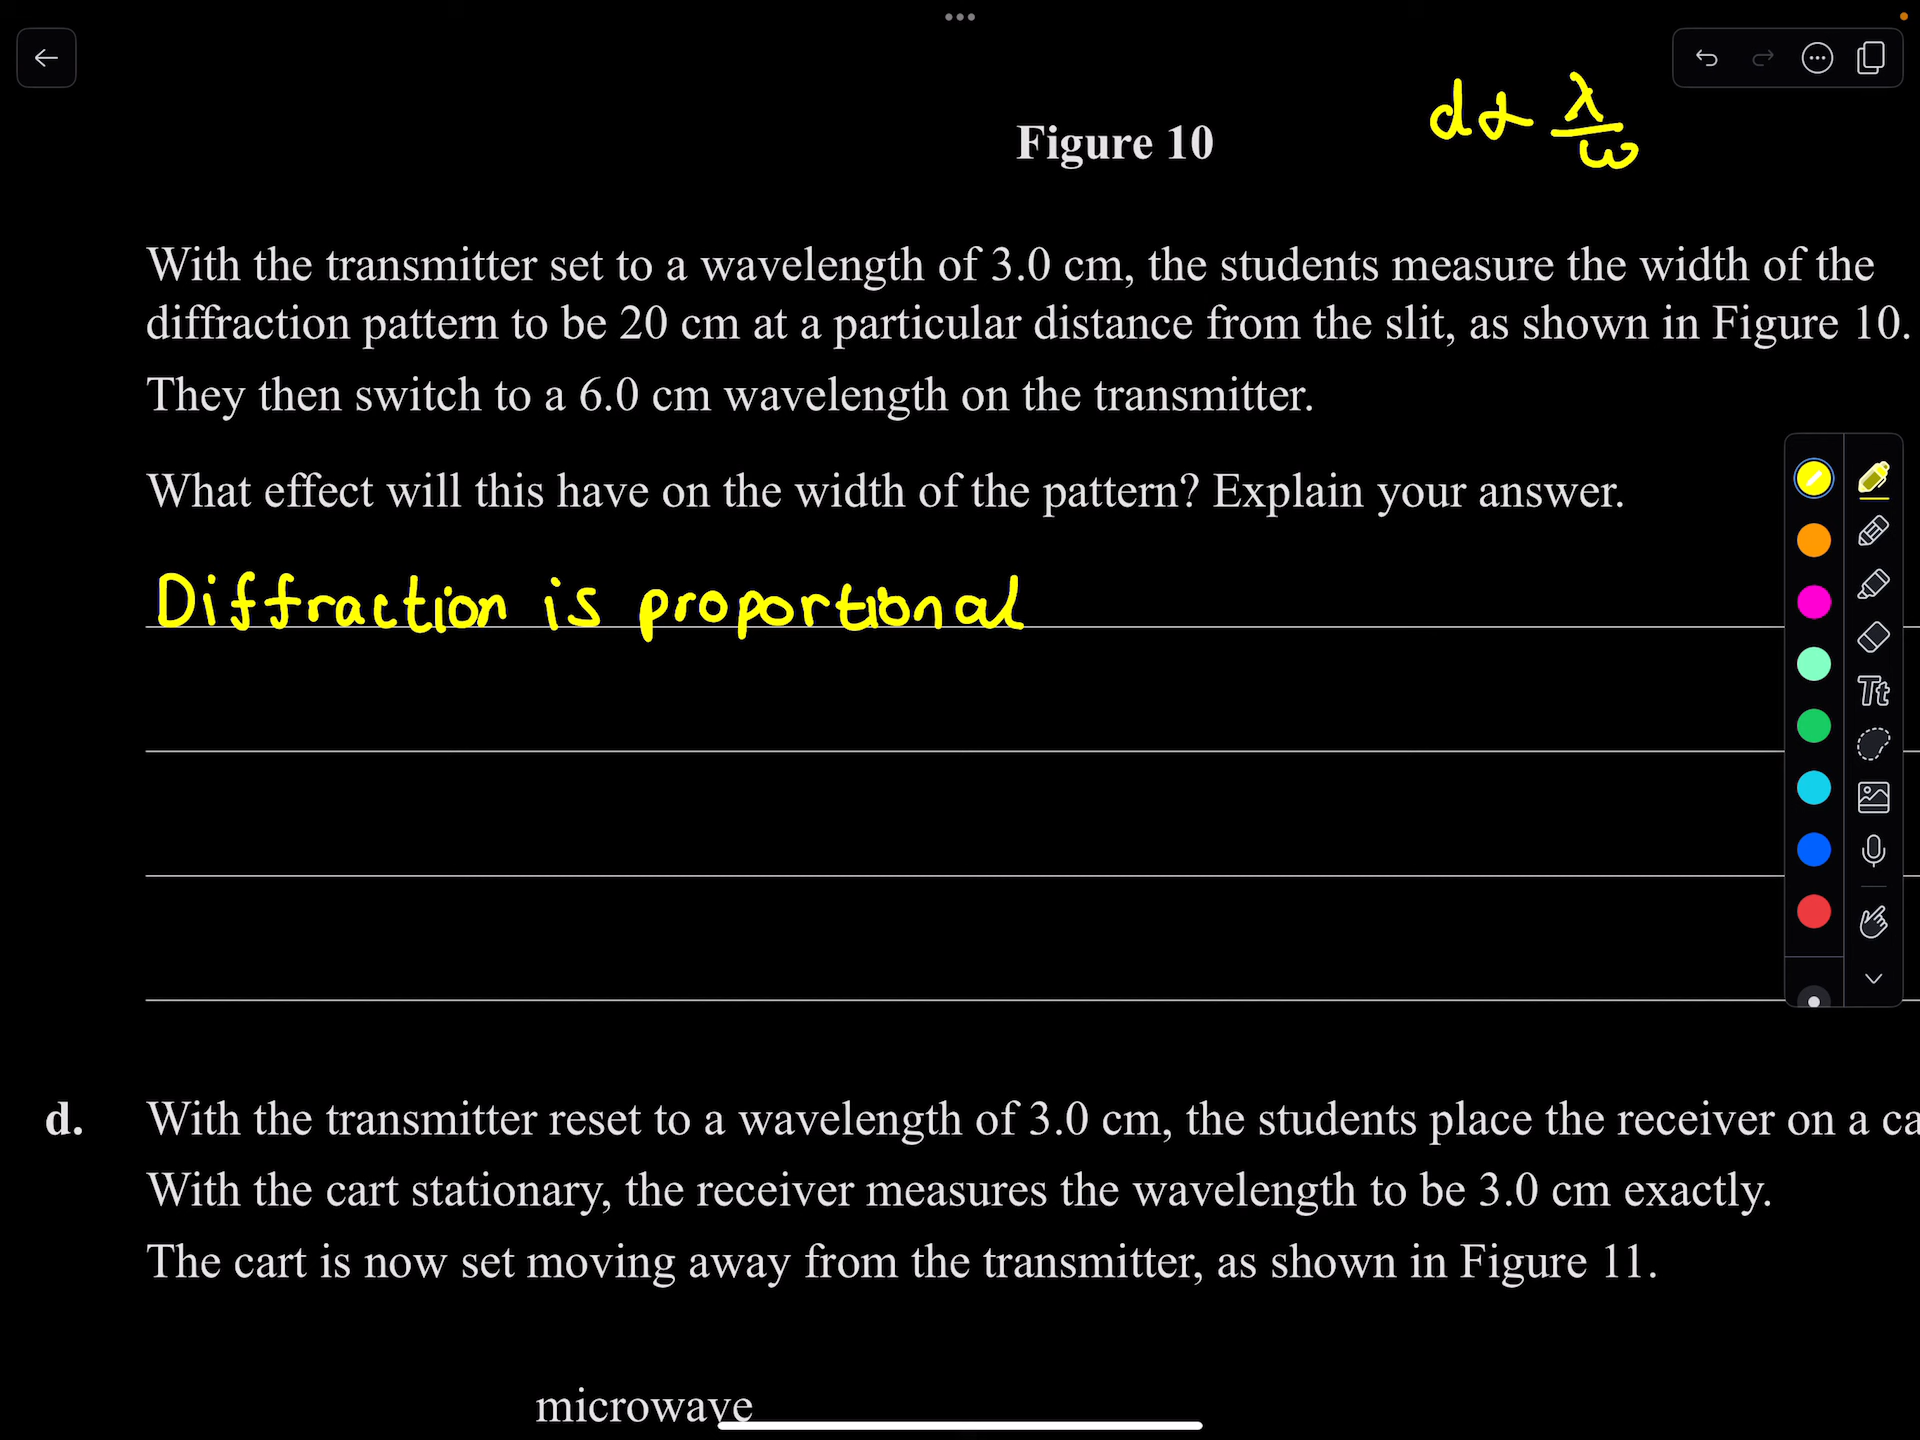 d ∝ λ/ω
Figure 10
With the transmitter set to a wavelength of 3.0 cm, the students measure the width of the
diffraction pattern to be 20 cm at a particular distance from the slit, as shown in Figure 10.
They then switch to a 6.0 cm wavelength on the transmitter.
What effect will this have on the width of the pattern? Explain your answer.
Diffraction is proportional
Tt
d. With the transmitter reset to a wavelength of 3.0 cm, the students place the receiver on a ca
With the cart stationary, the receiver measures the wavelength to be 3.0 cm exactly.
The cart is now set moving away from the transmitter, as shown in Figure 11.
microwave